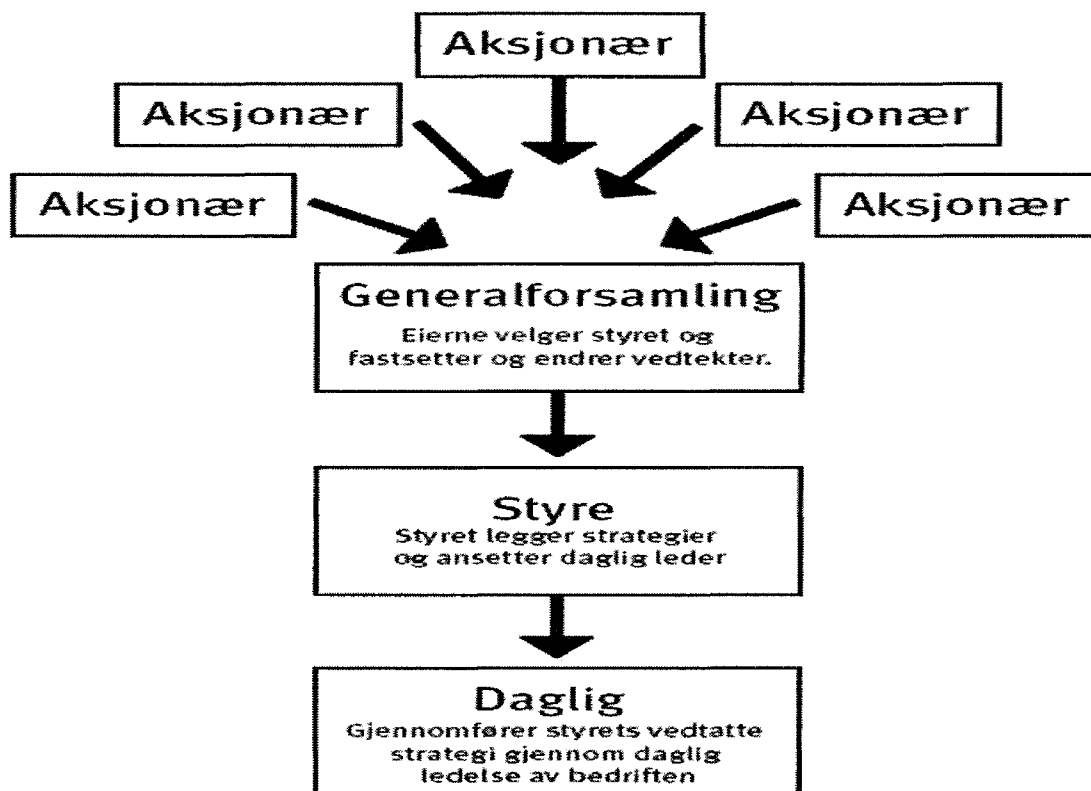 Aksjonær
Aksjonær
Aksjonær
Aksjonær
Aksjonær
Generalforsamling
Eierne velger styret og
fastsetter og endrer vedtekter.
Styre
Styret legger strategier
og ansetter daglig leder
Daglig
Gjennomfører styrets vedtatte
strategi gjennom daglig
ledelse av bedriften